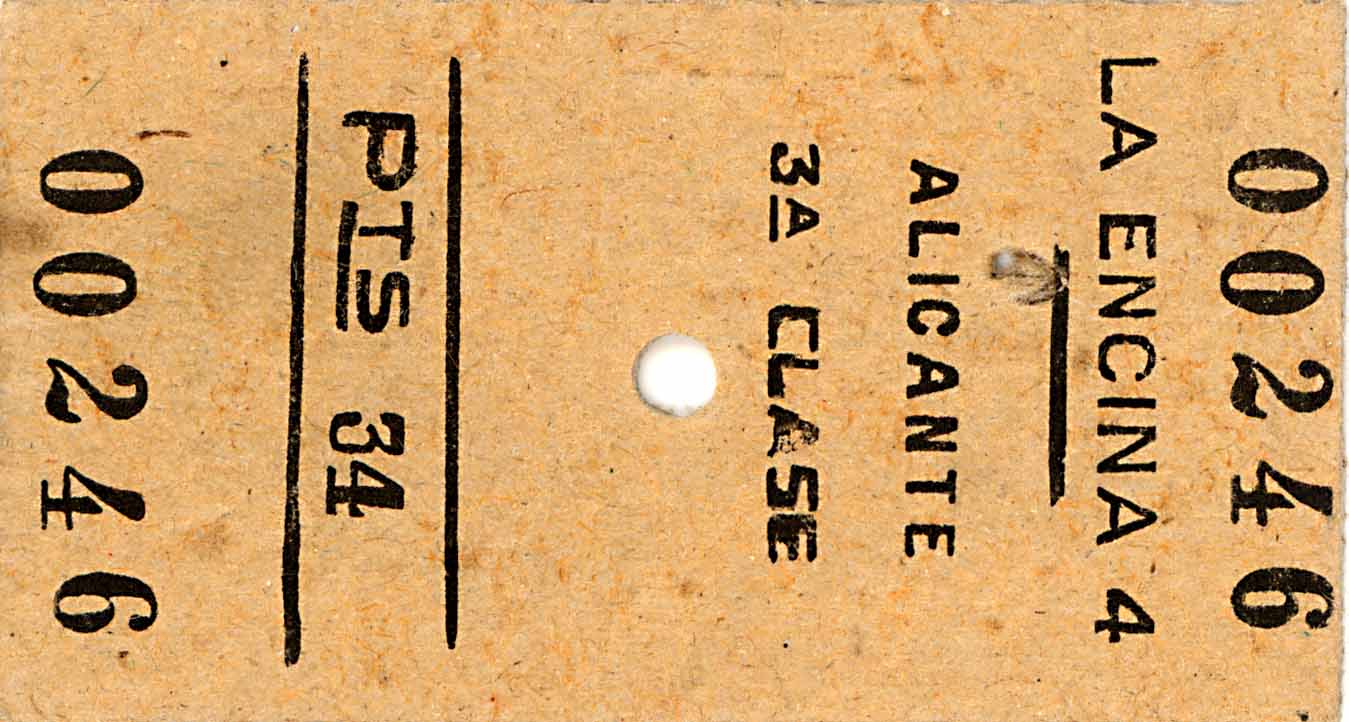 00246
LA ENCINA 4
ALICANTE
3A CLASE
PTS 34
00246